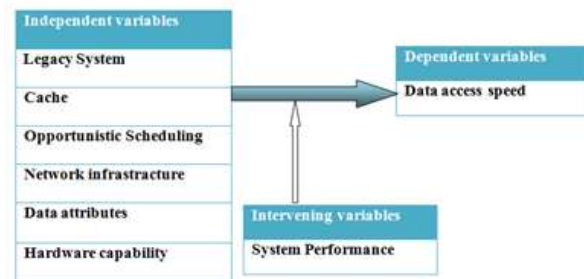 Independent variables
Legacy System
Cache
Opportunistic Scheduling
Network infrastracture
Data attributes
Hardware capability
Dependent variables
Data access speed
Intervening variables
System Performance